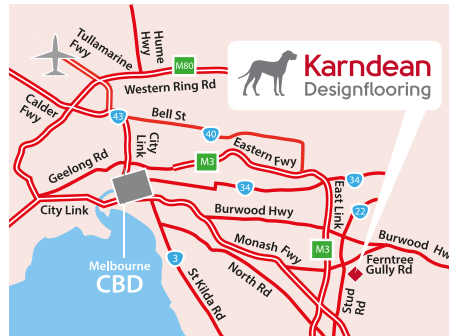 Tullamarine
Fwy
Hume
Hwy
M80
Western Ring Rd
Karndean
Designflooring
Calder
Fwy
43
Bell St
City
Link
40
Geelong Rd
M3
Eastern Fwy
34
34
East Link
22
City Link
Burwood Hwy
Burwood Hw
Monash Fwy
M3
Ferntree
Gully Rd
Melbourne
CBD
3
St Kilda Rd
North Rd
Stud
Rd